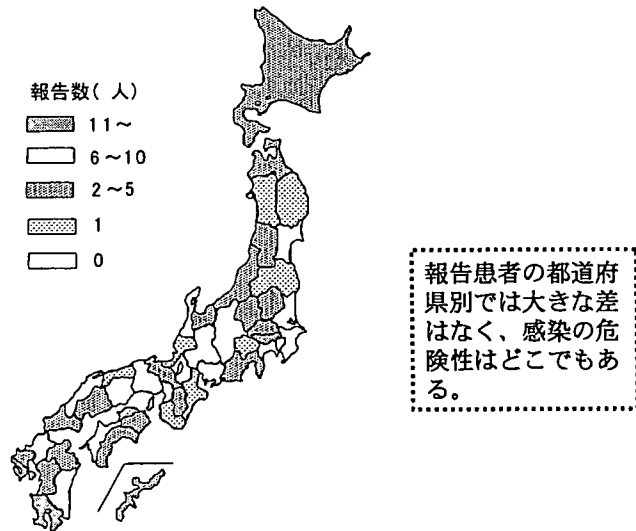 報告数( 人)
11~
6~10
2~5
1
0
報告患者の都道府
県別では大きな差
はなく、感染の危
険性はどこでもあ
る。